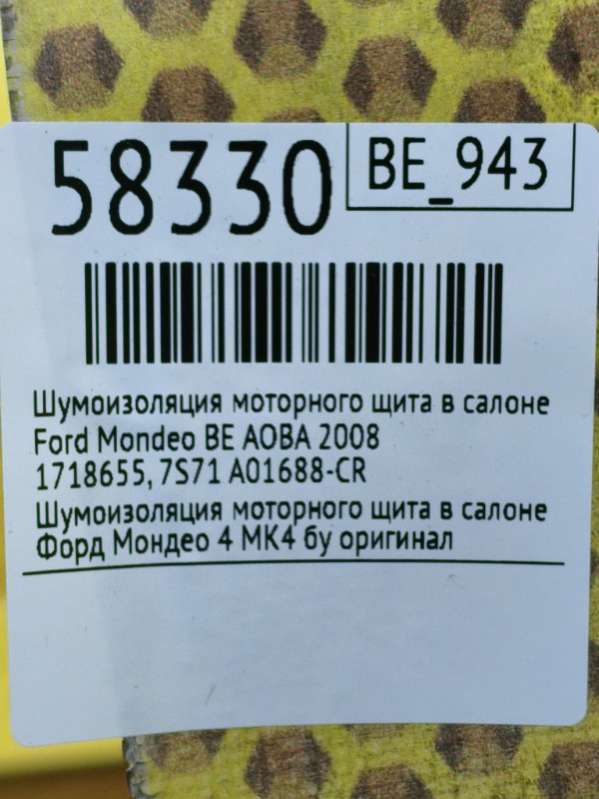 58330
BE_943
Шумоизоляция моторного щита в салоне
Ford Mondeo BE AOBA 2008
1718655, 7S71 A01688-CR
Шумоизоляция моторного щита в салоне
Форд Мондео 4 МК4 бу оригинал